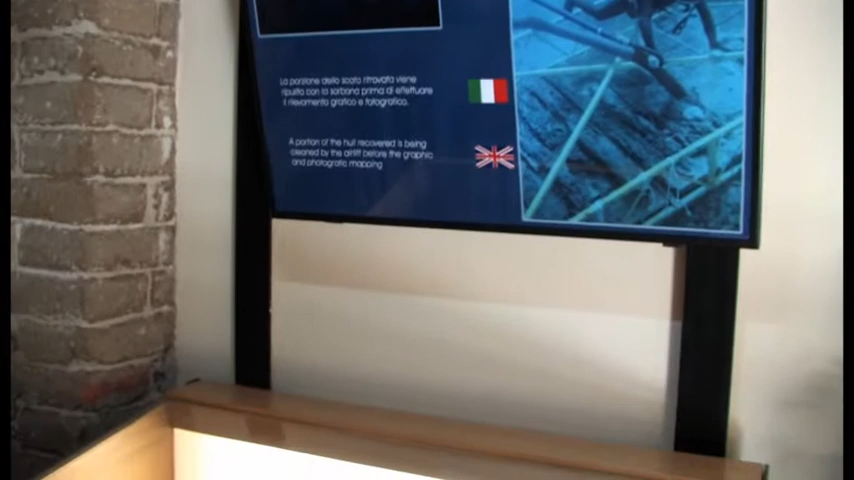 La porzione dello scafo ritrovata viene
ripulita con la sorbona prima di effettuare
il rilevamento grafico e fotografico.
A portion of the hull recovered is being
cleaned by the airlift before the graphic
and photografic mapping